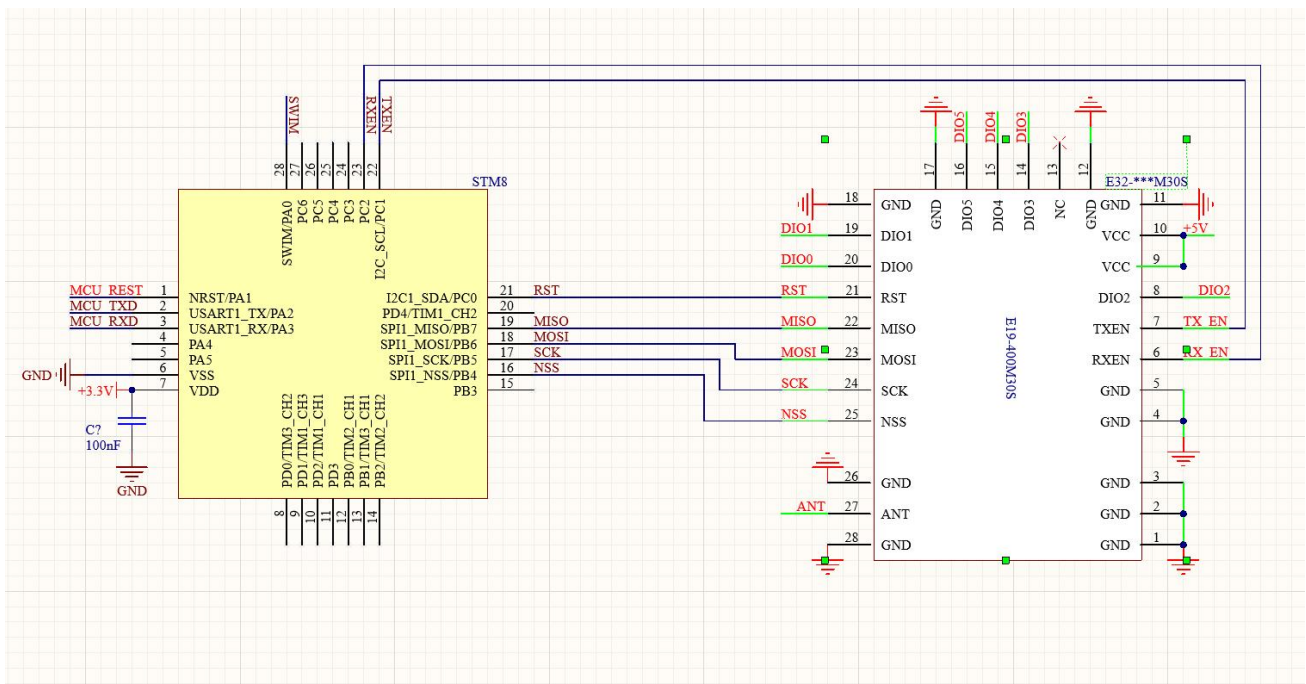 SWIM
RXEN
TXEN
28
27
26
25
24
23
22
STM8
SWIM/PA0
PC6
PC5
PC4
PC3
PC2
I2C_SCL/PC1
MCU_REST 1 NRST/PA1
MCU_TXD 2 USART1_TX/PA2
MCU_RXD 3 USART1_RX/PA3
4 PA4
5 PA5
GND 6 VSS
+3.3V 7 VDD
C?
100nF
GND
I2C1_SDA/PC0 21 RST
PD4/TIM1_CH2 20
SPI1_MISO/PB7 19 MISO
SPI1_MOSI/PB6 18 MOSI
SPI1_SCK/PB5 17 SCK
SPI1_NSS/PB4 16 NSS
PB3 15
PD0/TIM3_CH2
PD1/TIM1_CH3
PD2/TIM1_CH1
PD3
PB0/TIM2_CH1
PB1/TIM3_CH1
PB2/TIM2_CH2
8
9
10
11
12
13
14
DIO5
DIO4
DIO3
17
16
15
14
13
12
E32-***M30S
GND
DIO5
DIO4
DIO3
NC
GND
18 GND
DIO1 19 DIO1
DIO0 20 DIO0
RST 21 RST
MISO 22 MISO
MOSI 23 MOSI
SCK 24 SCK
NSS 25 NSS
26 GND
ANT 27 ANT
28 GND
E19-400M30S
GND 11
VCC 10 +5V
VCC 9
DIO2 8 DIO2
TXEN 7 TX_EN
RXEN 6 RX_EN
GND 5
GND 4
GND 3
GND 2
GND 1